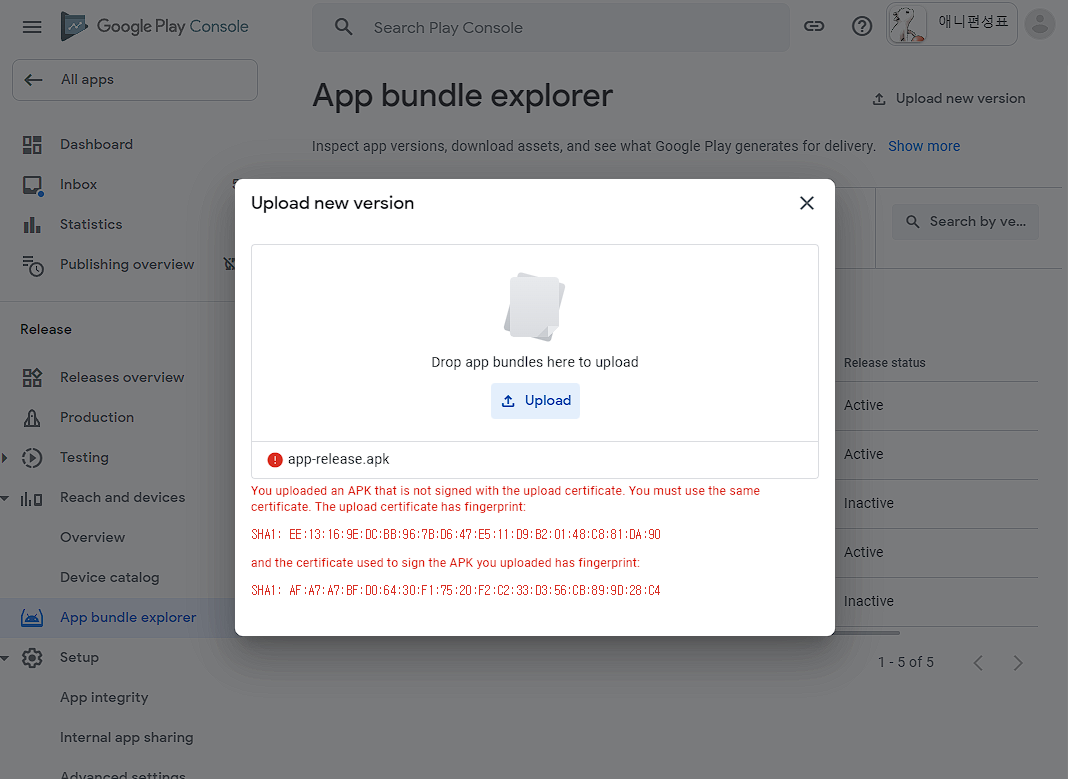 Google Play Console
Search Play Console
애니편성표
All apps
App bundle explorer
Upload new version
Inspect app versions, download assets, and see what Google Play generates for delivery. Show more
Dashboard
Inbox
Statistics
Publishing overview
Search by ve...
Release
Releases overview
Production
Testing
Reach and devices
Overview
Device catalog
App bundle explorer
Setup
App integrity
Internal app sharing
Advanced settings
Upload new version
Drop app bundles here to upload
Upload
app-release.apk
You uploaded an APK that is not signed with the upload certificate. You must use the same
certificate. The upload certificate has fingerprint:
SHA1: EE:13:16:9E:DC:BB:96:7B:D6:47:E5:11:D9:B2:01:48:C8:81:DA:90
and the certificate used to sign the APK you uploaded has fingerprint:
SHA1: AF:A7:A7:BF:D0:64:30:F1:75:20:F2:C2:33:D3:56:CB:89:9D:28:C4
Release status
Active
Active
Inactive
Active
Inactive
1 - 5 of 5